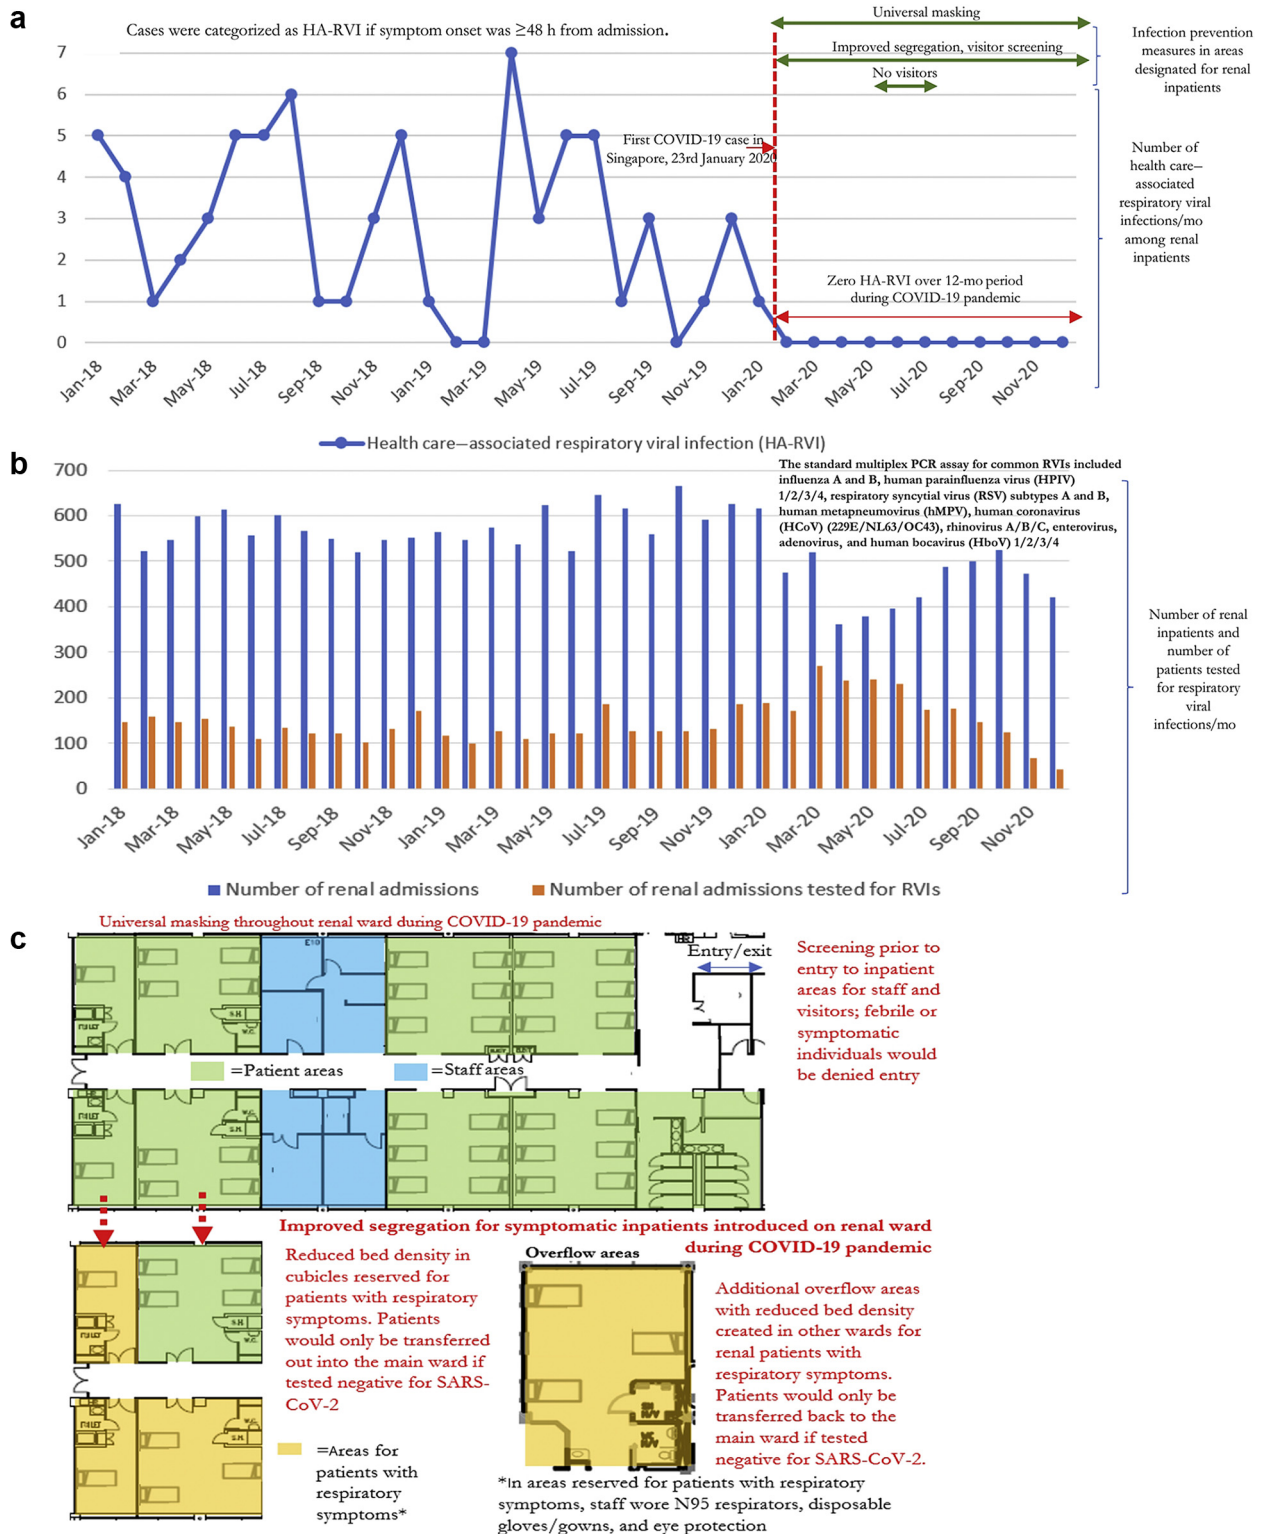 a
Cases were categorized as HA-RVI if symptom onset was ≥48 h from admission.
Universal masking
Improved segregation, visitor screening
No visitors
Infection prevention
measures in areas
designated for renal
inpatients
7
6
5
4
3
2
1
0
First COVID-19 case in
Singapore, 23rd January 2020
Zero HA-RVI over 12-mo period
during COVID-19 pandemic
Number of
health care–
associated
respiratory viral
infections/mo
among renal
inpatients
Jan-18 Mar-18 May-18 Jul-18 Sep-18 Nov-18 Jan-19 Mar-19 May-19 Jul-19 Sep-19 Nov-19 Jan-20 Mar-20 May-20 Jul-20 Sep-20 Nov-20
Health care–associated respiratory viral infection (HA-RVI)
b
700
600
500
400
300
200
100
0
The standard multiplex PCR assay for common RVIs included
influenza A and B, human parainfluenza virus (HPIV)
1/2/3/4, respiratory syncytial virus (RSV) subtypes A and B,
human metapneumovirus (hMPV), human coronavirus
(HCoV) (229E/NL63/OC43), rhinovirus A/B/C, enterovirus,
adenovirus, and human bocavirus (HboV) 1/2/3/4
Number of renal
inpatients and
number of
patients tested
for respiratory
viral
infections/mo
Jan-18 Mar-18 May-18 Jul-18 Sep-18 Nov-18 Jan-19 Mar-19 May-19 Jul-19 Sep-19 Nov-19 Jan-20 Mar-20 May-20 Jul-20 Sep-20 Nov-20
Number of renal admissions
Number of renal admissions tested for RVIs
c
Universal masking throughout renal ward during COVID-19 pandemic
Entry/exit
Screening prior to
entry to inpatient
areas for staff and
visitors; febrile or
symptomatic
individuals would
be denied entry
S.H.
W.C.
=Patient areas
=Staff areas
W.C.
S.H.
Improved segregation for symptomatic inpatients introduced on renal ward
during COVID-19 pandemic
Reduced bed density in
cubicles reserved for
patients with respiratory
symptoms. Patients
would only be transferred
out into the main ward if
tested negative for SARS-
CoV-2
S.H.
W.C.
W.C.
S.H.
=Areas for
patients with
respiratory
symptoms*
Overflow areas
Additional overflow areas
with reduced bed density
created in other wards for
renal patients with
respiratory symptoms.
Patients would only be
transferred back to the
main ward if tested
negative for SARS-CoV-2.
*In areas reserved for patients with respiratory
symptoms, staff wore N95 respirators, disposable
gloves/gowns, and eye protection